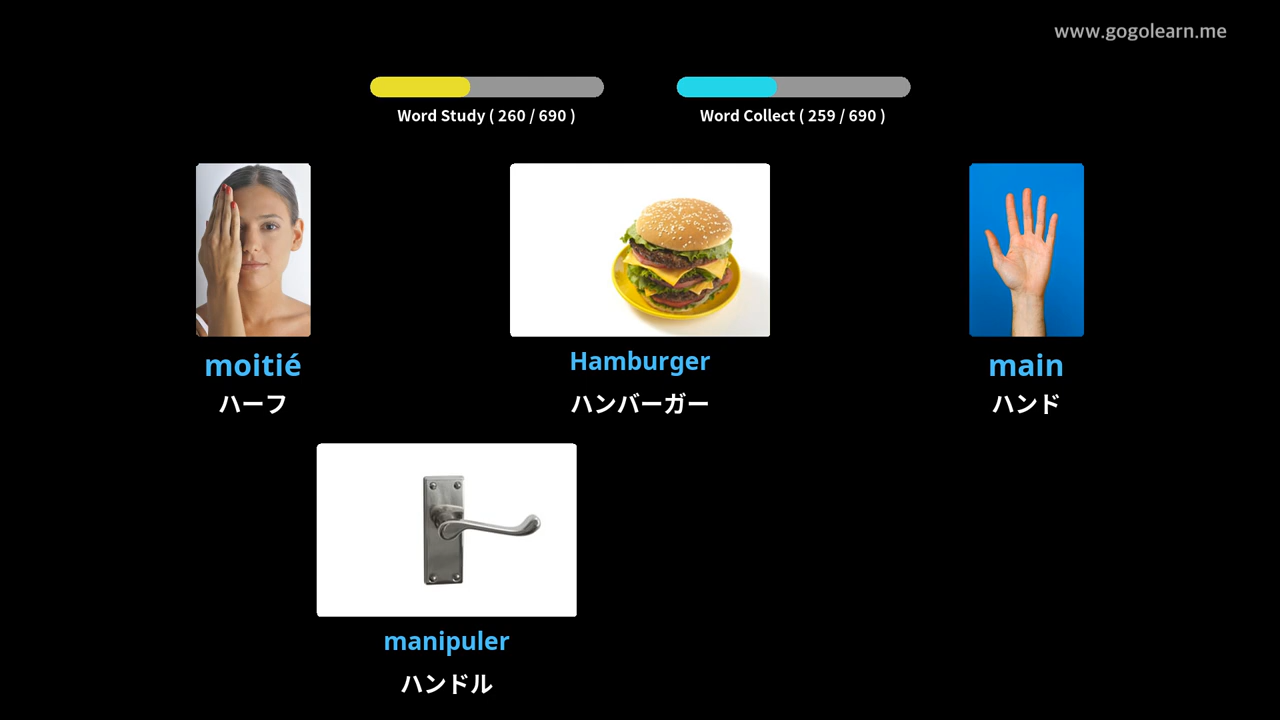 www.gogolearn.me
Word Study ( 260 / 690 )
Word Collect ( 259 / 690 )
moitié
ハーフ
Hamburger
ハンバーガー
main
ハンド
manipuler
ハンドル